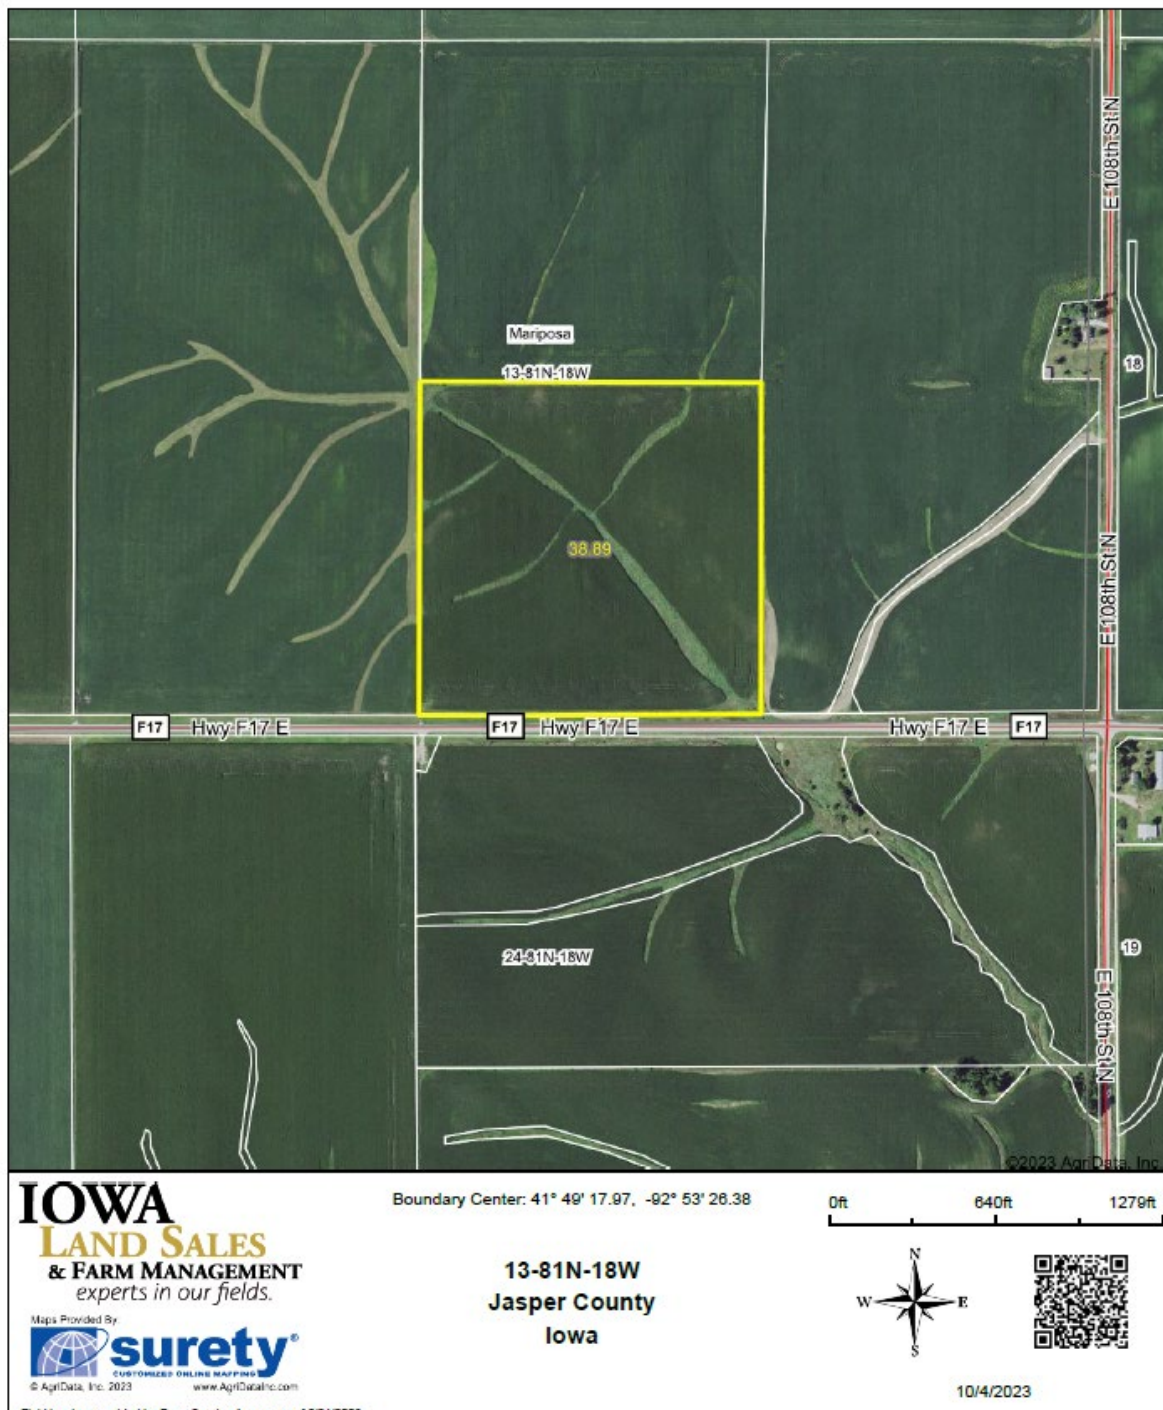 E 108th St N
Mariposa
13-81N-18W
18
38.89
E 108th St N
F17 Hwy F17 E F17 Hwy F17 E Hwy F17 E F17
24-81N-18W
19
E 108th St N
©2023 AgriData, Inc.
IOWA
LAND SALES
& FARM MANAGEMENT
experts in our fields.
Maps Provided By:
surety®
CUSTOMIZED ONLINE MAPPING
© AgriData, Inc. 2023 www.AgriDataInc.com
Boundary Center: 41° 49' 17.97, -92° 53' 26.38
13-81N-18W
Jasper County
Iowa
0ft 640ft 1279ft
N
W E
S
10/4/2023